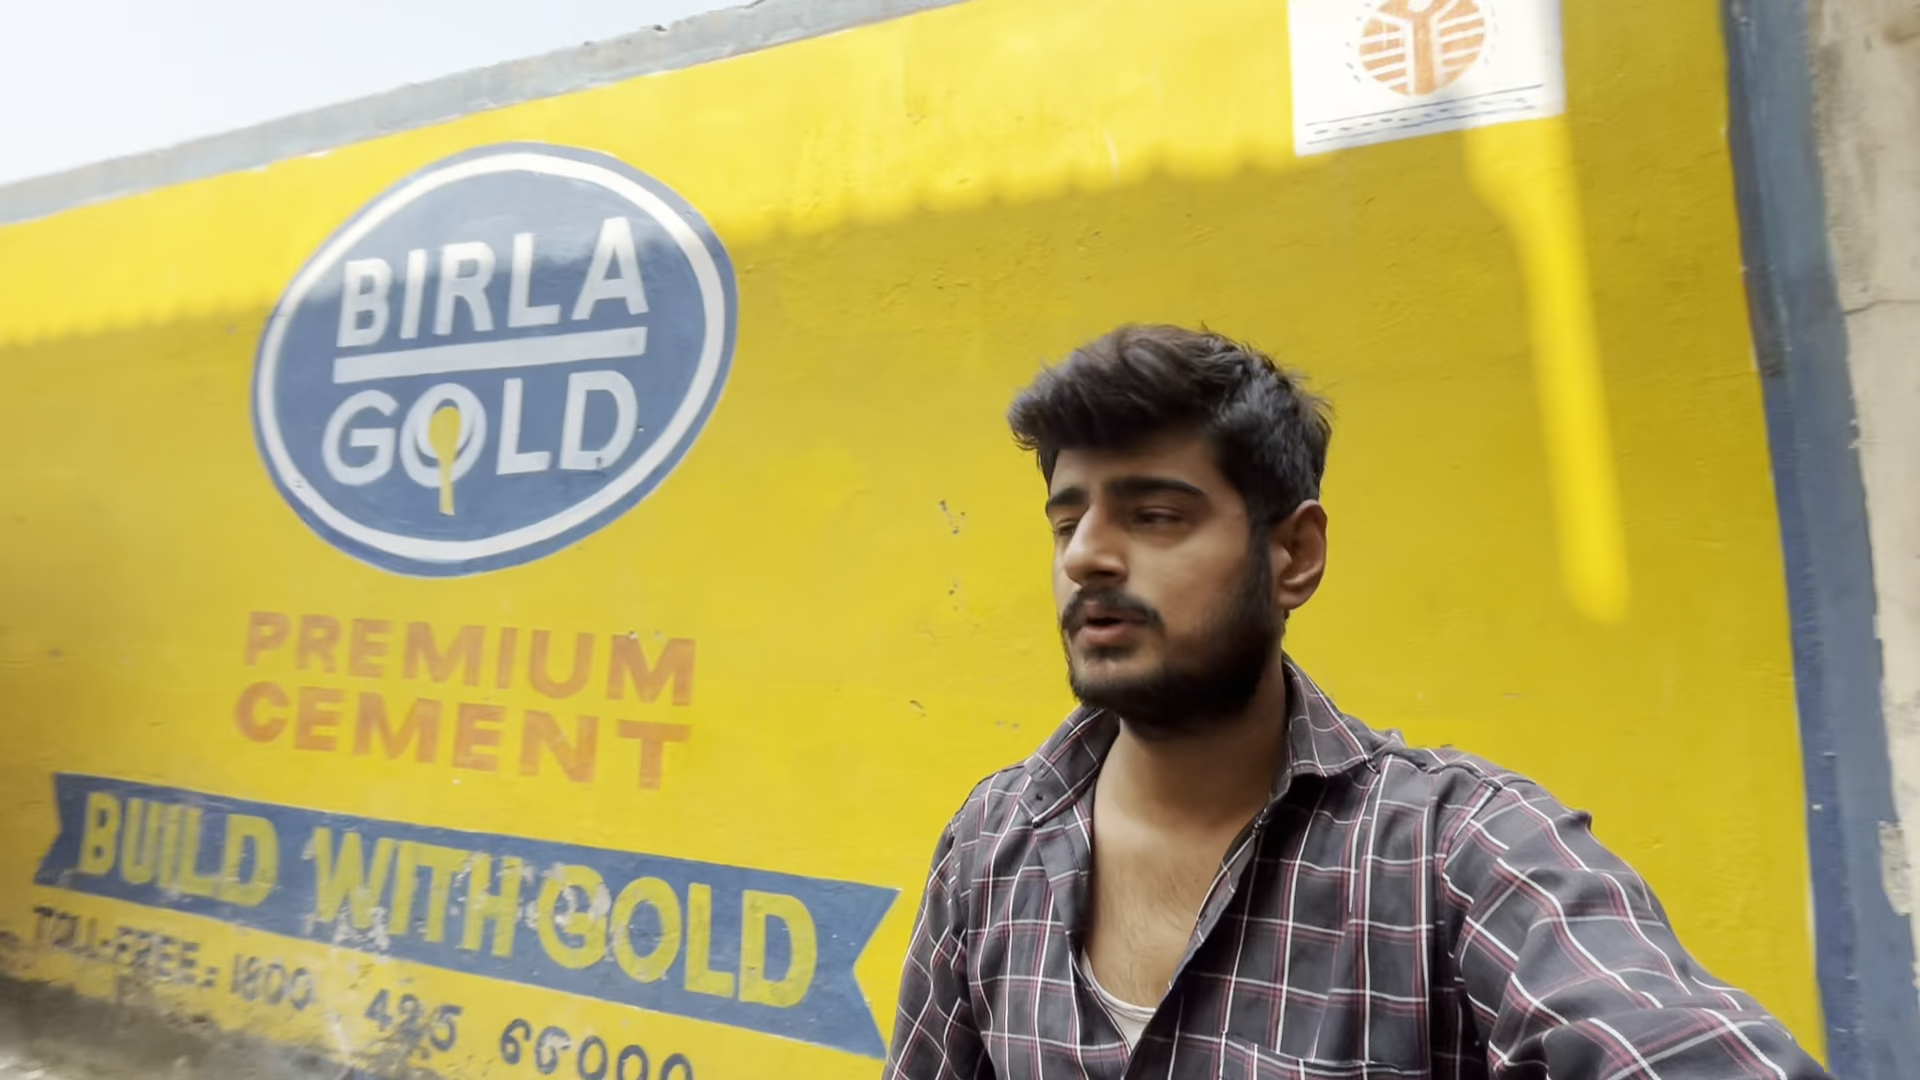 BIRLA
GOLD
PREMIUM
CEMENT
BUILD WITH GOLD
TOLL-FREE: 1800 425 66000